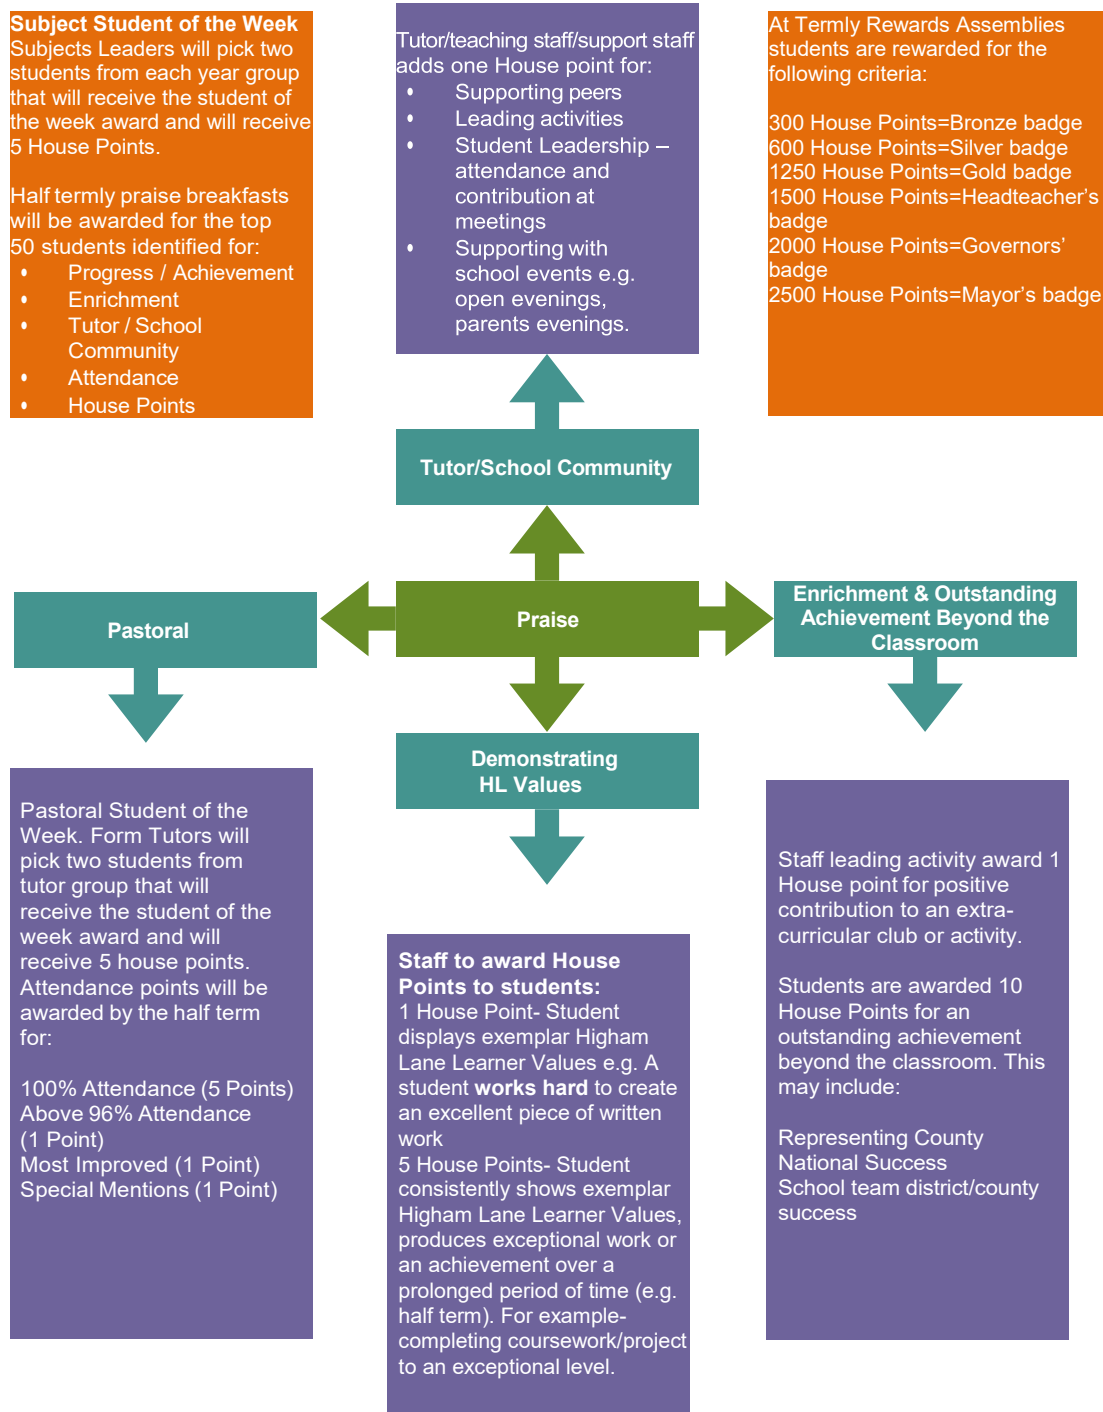 Subject Student of the Week
Subjects Leaders will pick two
students from each year group
that will receive the student of
the week award and will receive
5 House Points.
Half termly praise breakfasts
will be awarded for the top
50 students identified for:
• Progress / Achievement
• Enrichment
• Tutor / School
Community
• Attendance
• House Points
Tutor/teaching staff/support staff
adds one House point for:
• Supporting peers
• Leading activities
• Student Leadership –
attendance and
contribution at
meetings
• Supporting with
school events e.g.
open evenings,
parents evenings.
At Termly Rewards Assemblies
students are rewarded for the
following criteria:
300 House Points=Bronze badge
600 House Points=Silver badge
1250 House Points=Gold badge
1500 House Points=Headteacher's
badge
2000 House Points=Governors'
badge
2500 House Points=Mayor's badge
Tutor/School Community
Pastoral
Praise
Enrichment & Outstanding
Achievement Beyond the
Classroom
Demonstrating
HL Values
Pastoral Student of the
Week. Form Tutors will
pick two students from
tutor group that will
receive the student of the
week award and will
receive 5 house points.
Attendance points will be
awarded by the half term
for:
100% Attendance (5 Points)
Above 96% Attendance
(1 Point)
Most Improved (1 Point)
Special Mentions (1 Point)
Staff to award House
Points to students:
1 House Point- Student
displays exemplar Higham
Lane Learner Values e.g. A
student works hard to create
an excellent piece of written
work
5 House Points- Student
consistently shows exemplar
Higham Lane Learner Values,
produces exceptional work or
an achievement over a
prolonged period of time (e.g.
half term). For example-
completing coursework/project
to an exceptional level.
Staff leading activity award 1
House point for positive
contribution to an extra-
curricular club or activity.
Students are awarded 10
House Points for an
outstanding achievement
beyond the classroom. This
may include:
Representing County
National Success
School team district/county
success